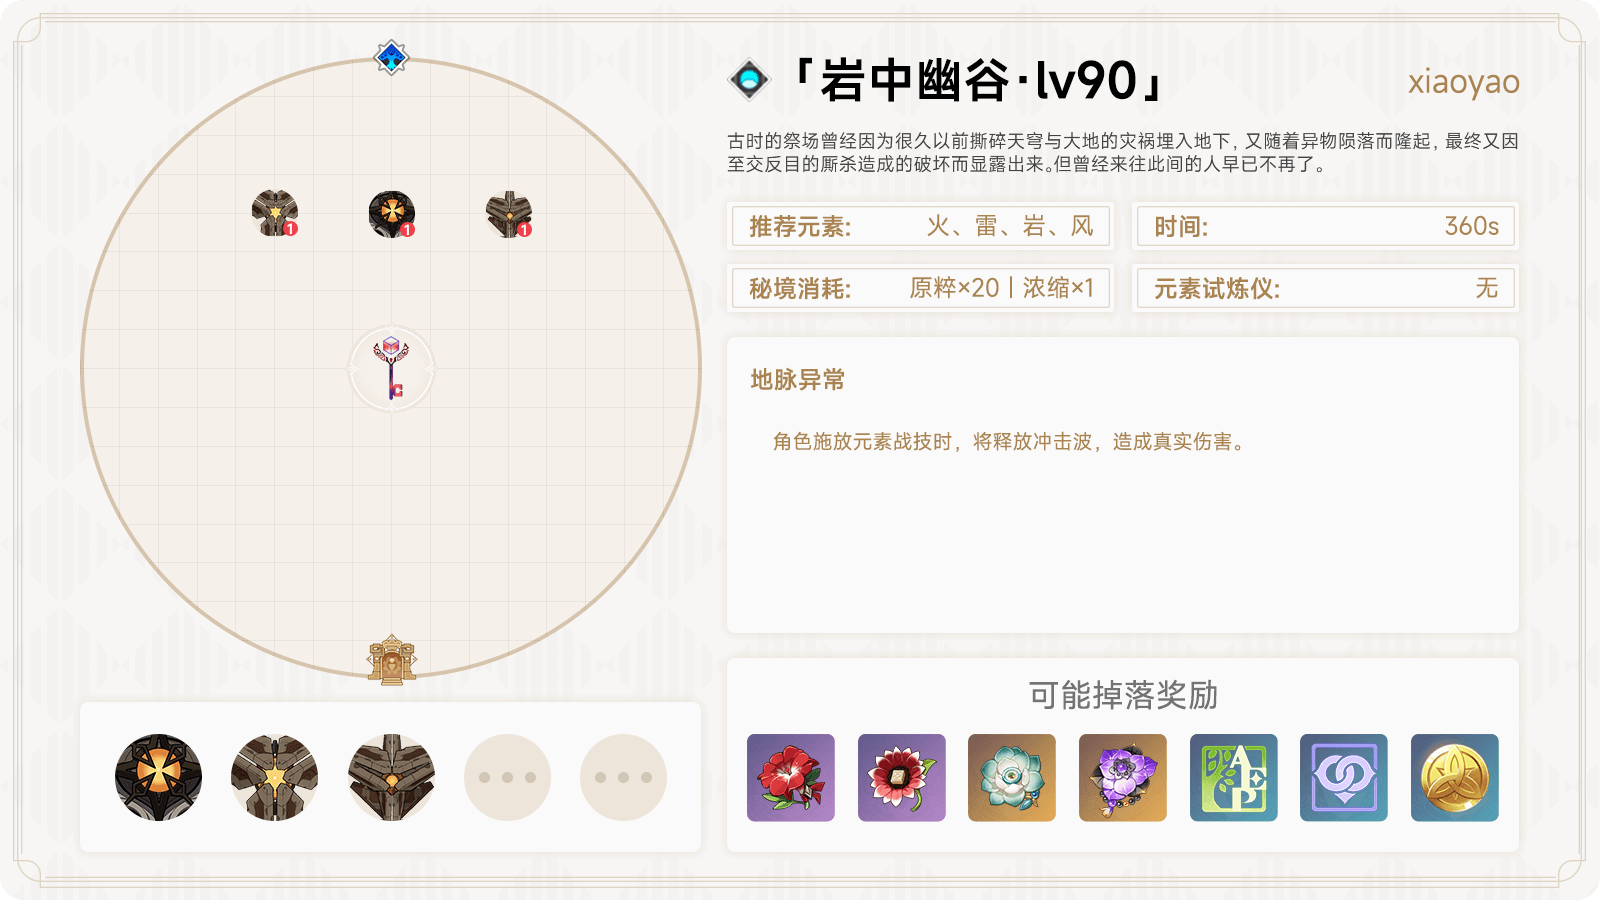 「岩中幽谷·lv90」
xiaoyao
古时的祭场曾经因为很久以前撕碎天穹与大地的灾祸埋入地下，又随着异物陨落而隆起，最终又因
至交反目的厮杀造成的破坏而显露出来。但曾经来往此间的人早已不再了。
推荐元素: 火、雷、岩、风
时间: 360s
秘境消耗: 原粹×20 | 浓缩×1
元素试炼仪: 无
地脉异常
角色施放元素战技时，将释放冲击波，造成真实伤害。
1
1
1
可能掉落奖励
AEP